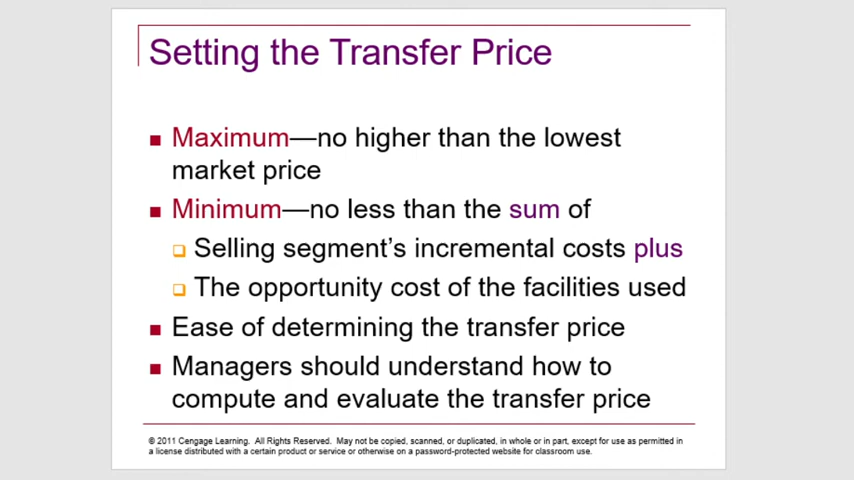 Setting the Transfer Price
Maximum—no higher than the lowest
market price
Minimum—no less than the sum of
Selling segment's incremental costs plus
The opportunity cost of the facilities used
Ease of determining the transfer price
Managers should understand how to
compute and evaluate the transfer price
© 2011 Cengage Learning. All Rights Reserved. May not be copied, scanned, or duplicated, in whole or in part, except for use as permitted in
a license distributed with a certain product or service or otherwise on a password-protected website for classroom use.